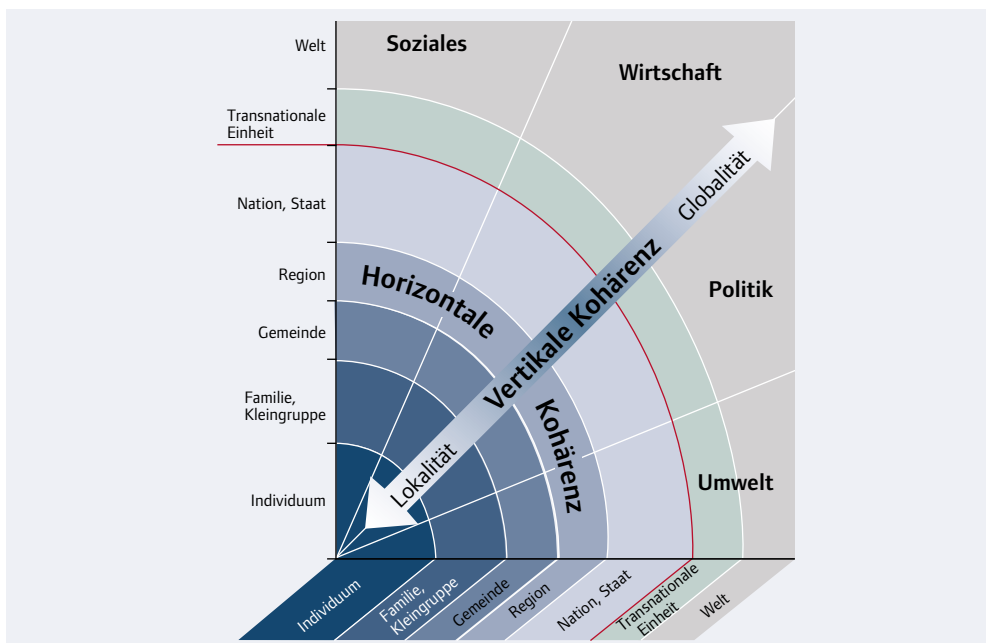 Soziales
Welt
Wirtschaft
Transnationale
Einheit
Globalität
Nation, Staat
Region
Horizontale
Politik
Vertikale Kohärenz
Gemeinde
Familie,
Kleingruppe
Kohärenz
Lokalität
Umwelt
Individuum
Individuum
Familie,
Kleingruppe
Gemeinde
Region
Nation, Staat
Transnationale
Einheit
Welt